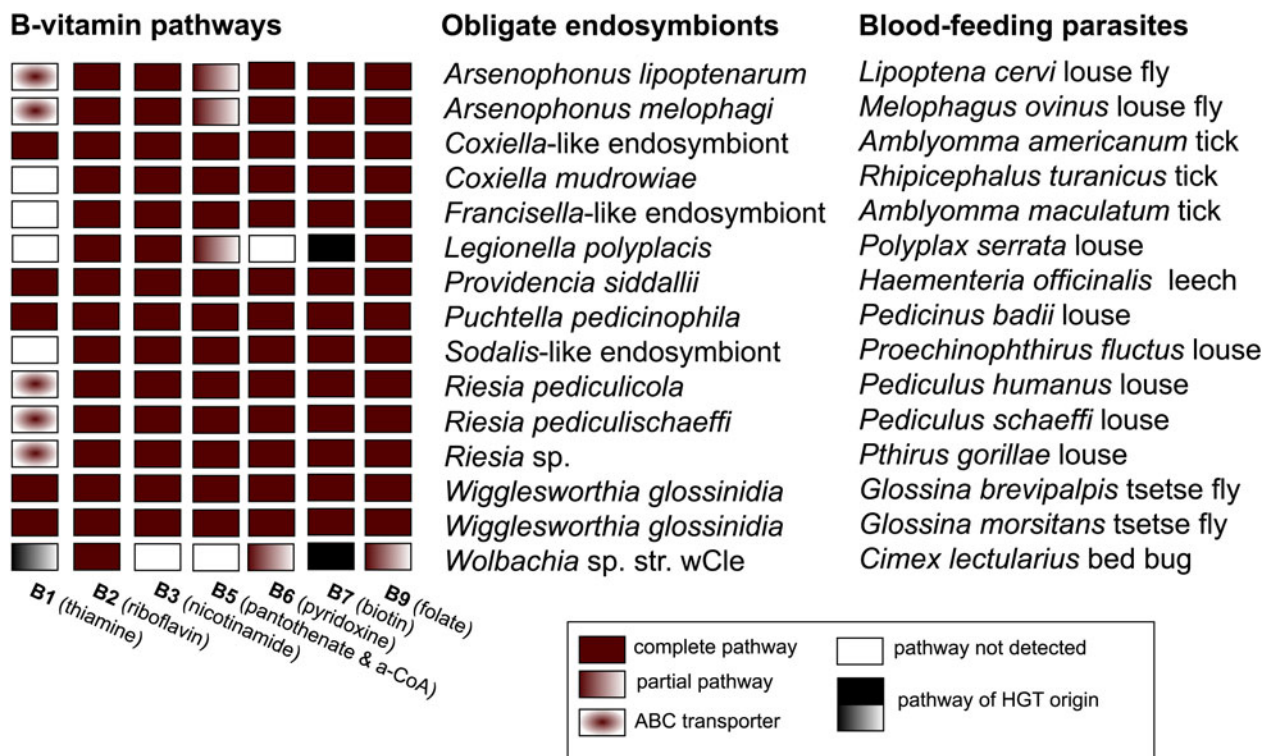 B-vitamin pathways Obligate endosymbionts Blood-feeding parasites
Arsenophonus lipoptenarum Lipoptena cervi louse fly
Arsenophonus melophagi Melophagus ovinus louse fly
Coxiella-like endosymbiont Amblyomma americanum tick
Coxiella mudrowiae Rhipicephalus turanicus tick
Francisella-like endosymbiont Amblyomma maculatum tick
Legionella polyplacis Polyplax serrata louse
Providencia siddallii Haementeria officinalis leech
Puchtella pedicinophila Pedicinus badii louse
Sodalis-like endosymbiont Proechinophthirus fluctus louse
Riesia pediculicola Pediculus humanus louse
Riesia pediculischaeffi Pediculus schaeffi louse
Riesia sp. Pthirus gorillae louse
Wigglesworthia glossinidia Glossina brevipalpis tsetse fly
Wigglesworthia glossinidia Glossina morsitans tsetse fly
Wolbachia sp. str. wCle Cimex lectularius bed bug
B1 (thiamine)
B2 (riboflavin)
B3 (nicotinamide)
B5 (pantothenate & a-CoA)
B6 (pyridoxine)
B7 (biotin)
B9 (folate)
complete pathway pathway not detected
partial pathway pathway of HGT origin
ABC transporter